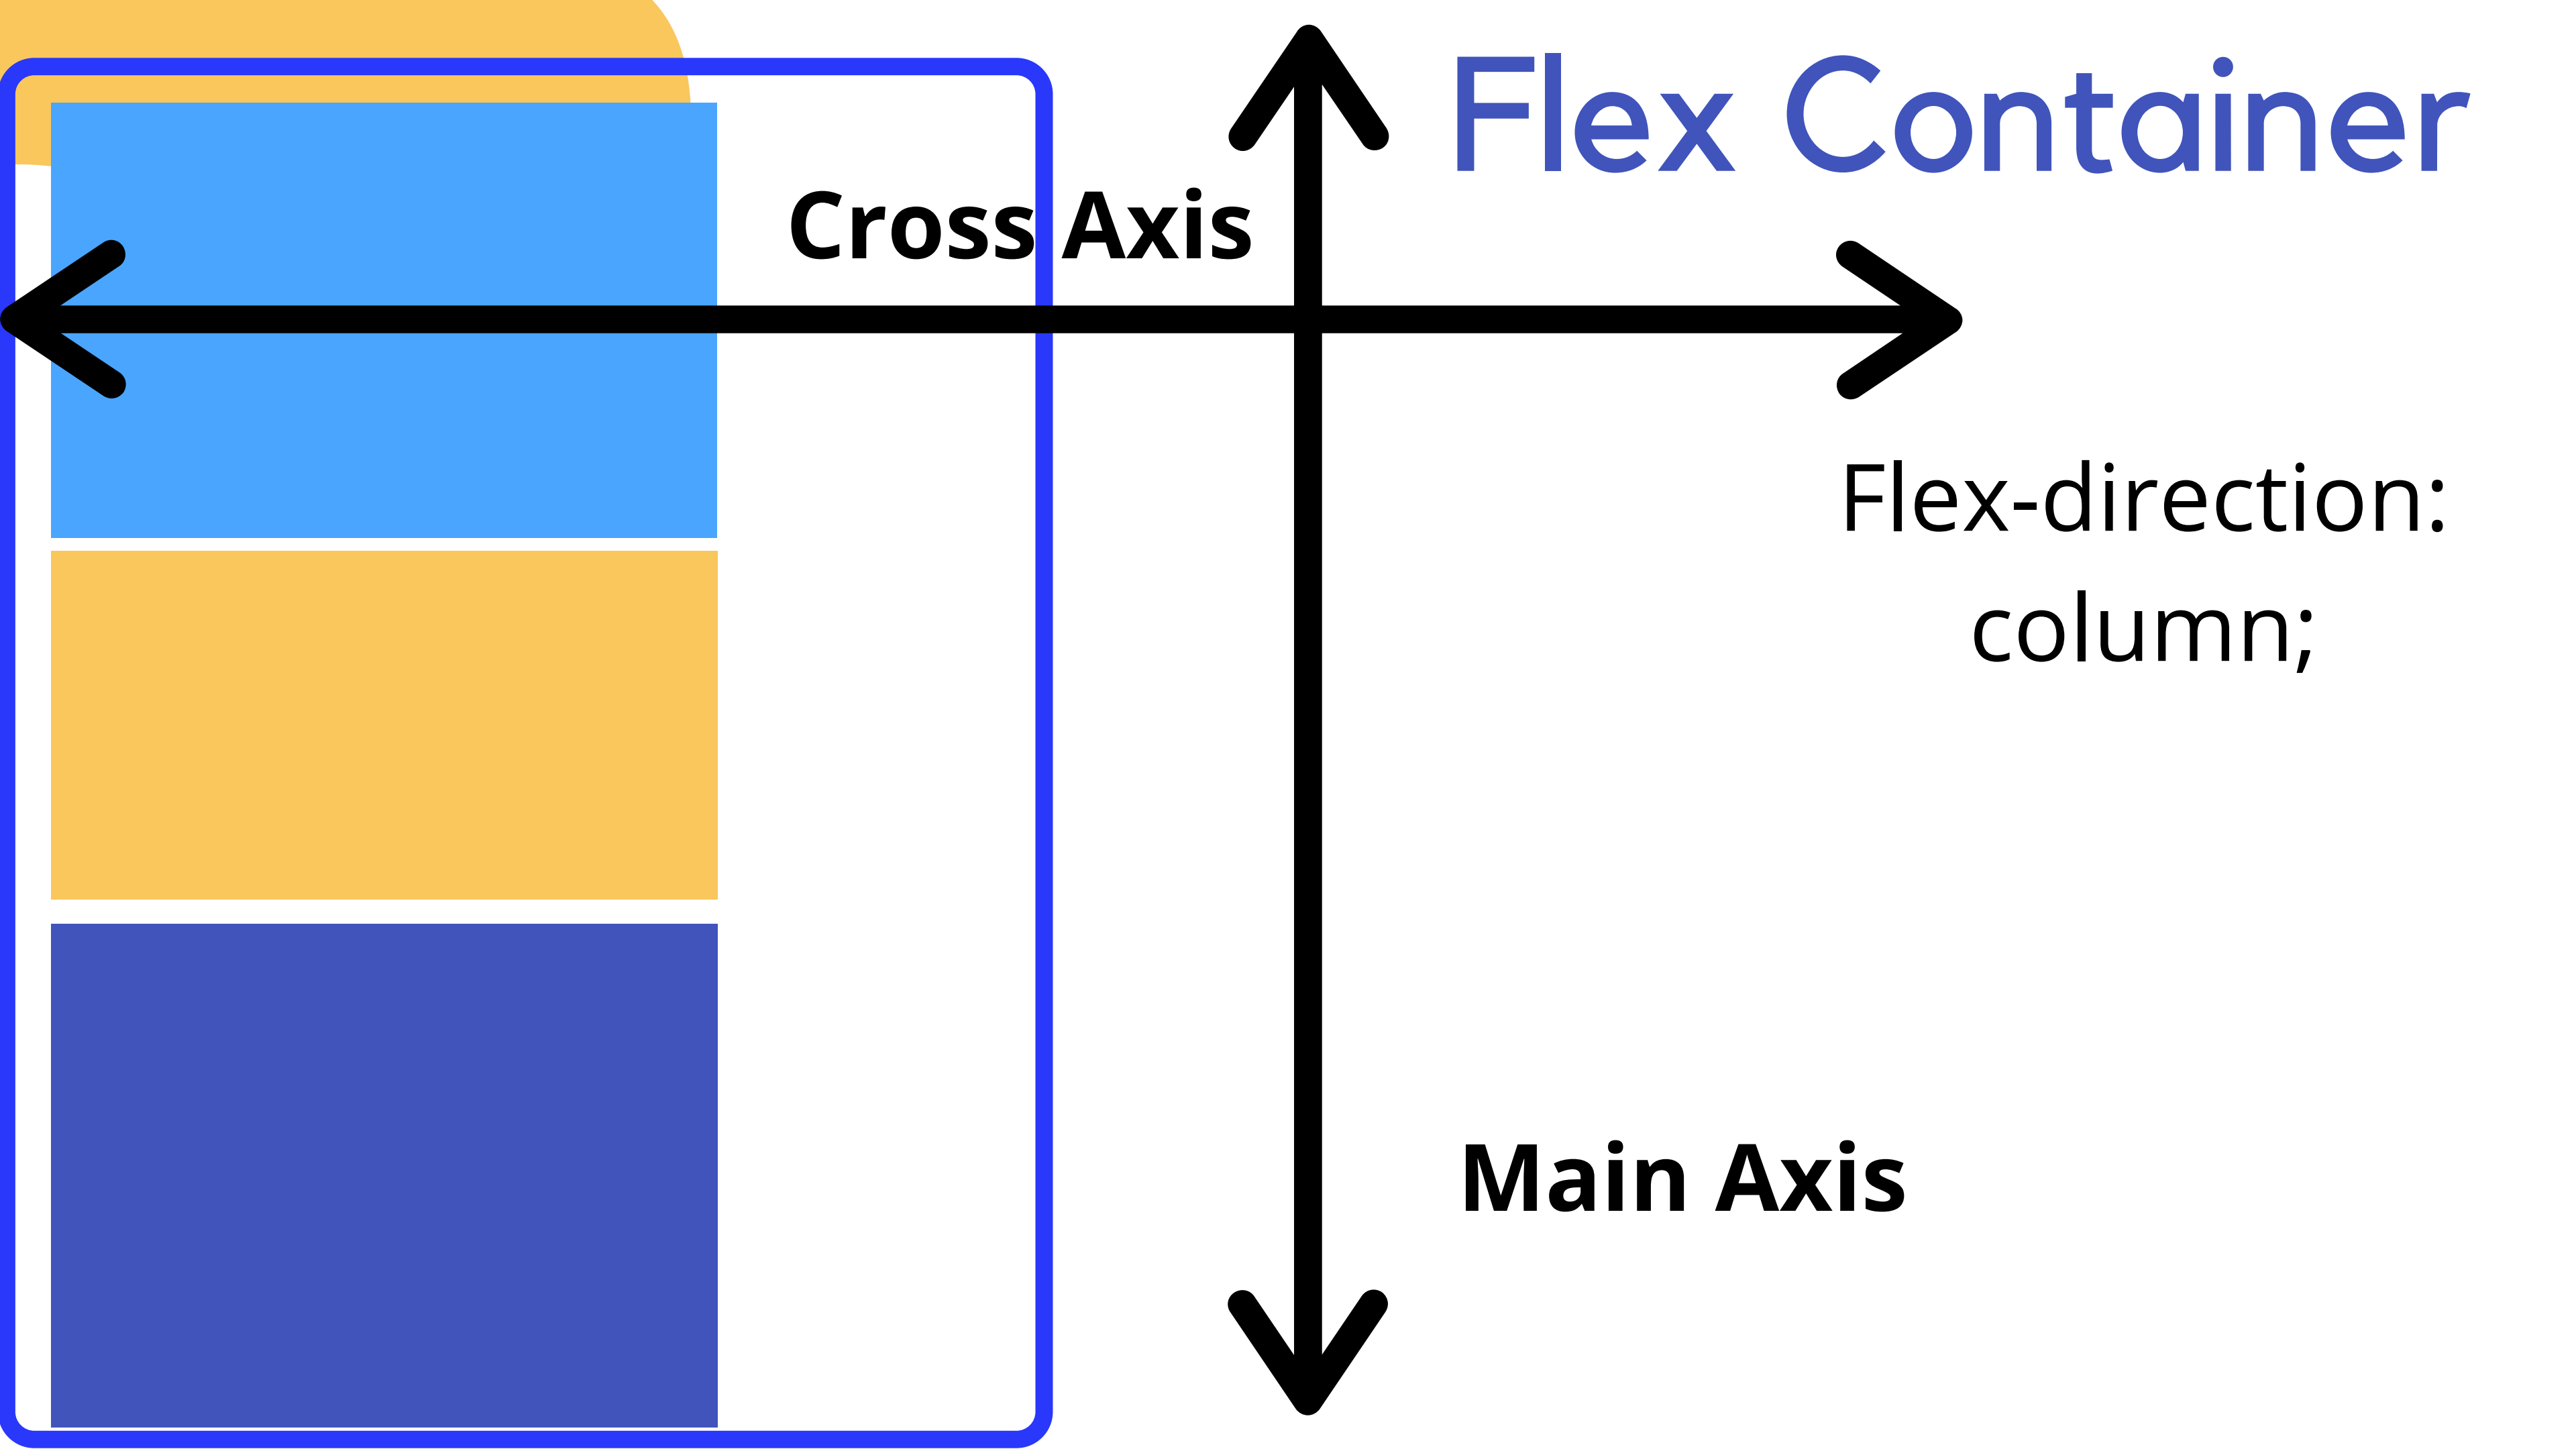 Flex Container
Cross Axis
Flex-direction:
column;
Main Axis